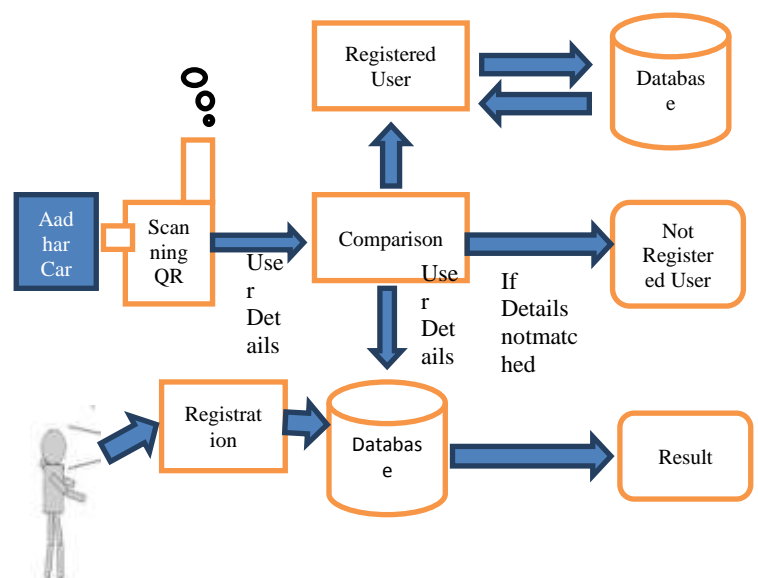 Registered
User
Databas
e
Aad
har
Car
Scan
ning
QR
Use
r
Det
ails
Comparison
Use
r
Det
ails
If
Details
notmatc
hed
Not
Register
ed User
Registrat
ion
Databas
e
Result